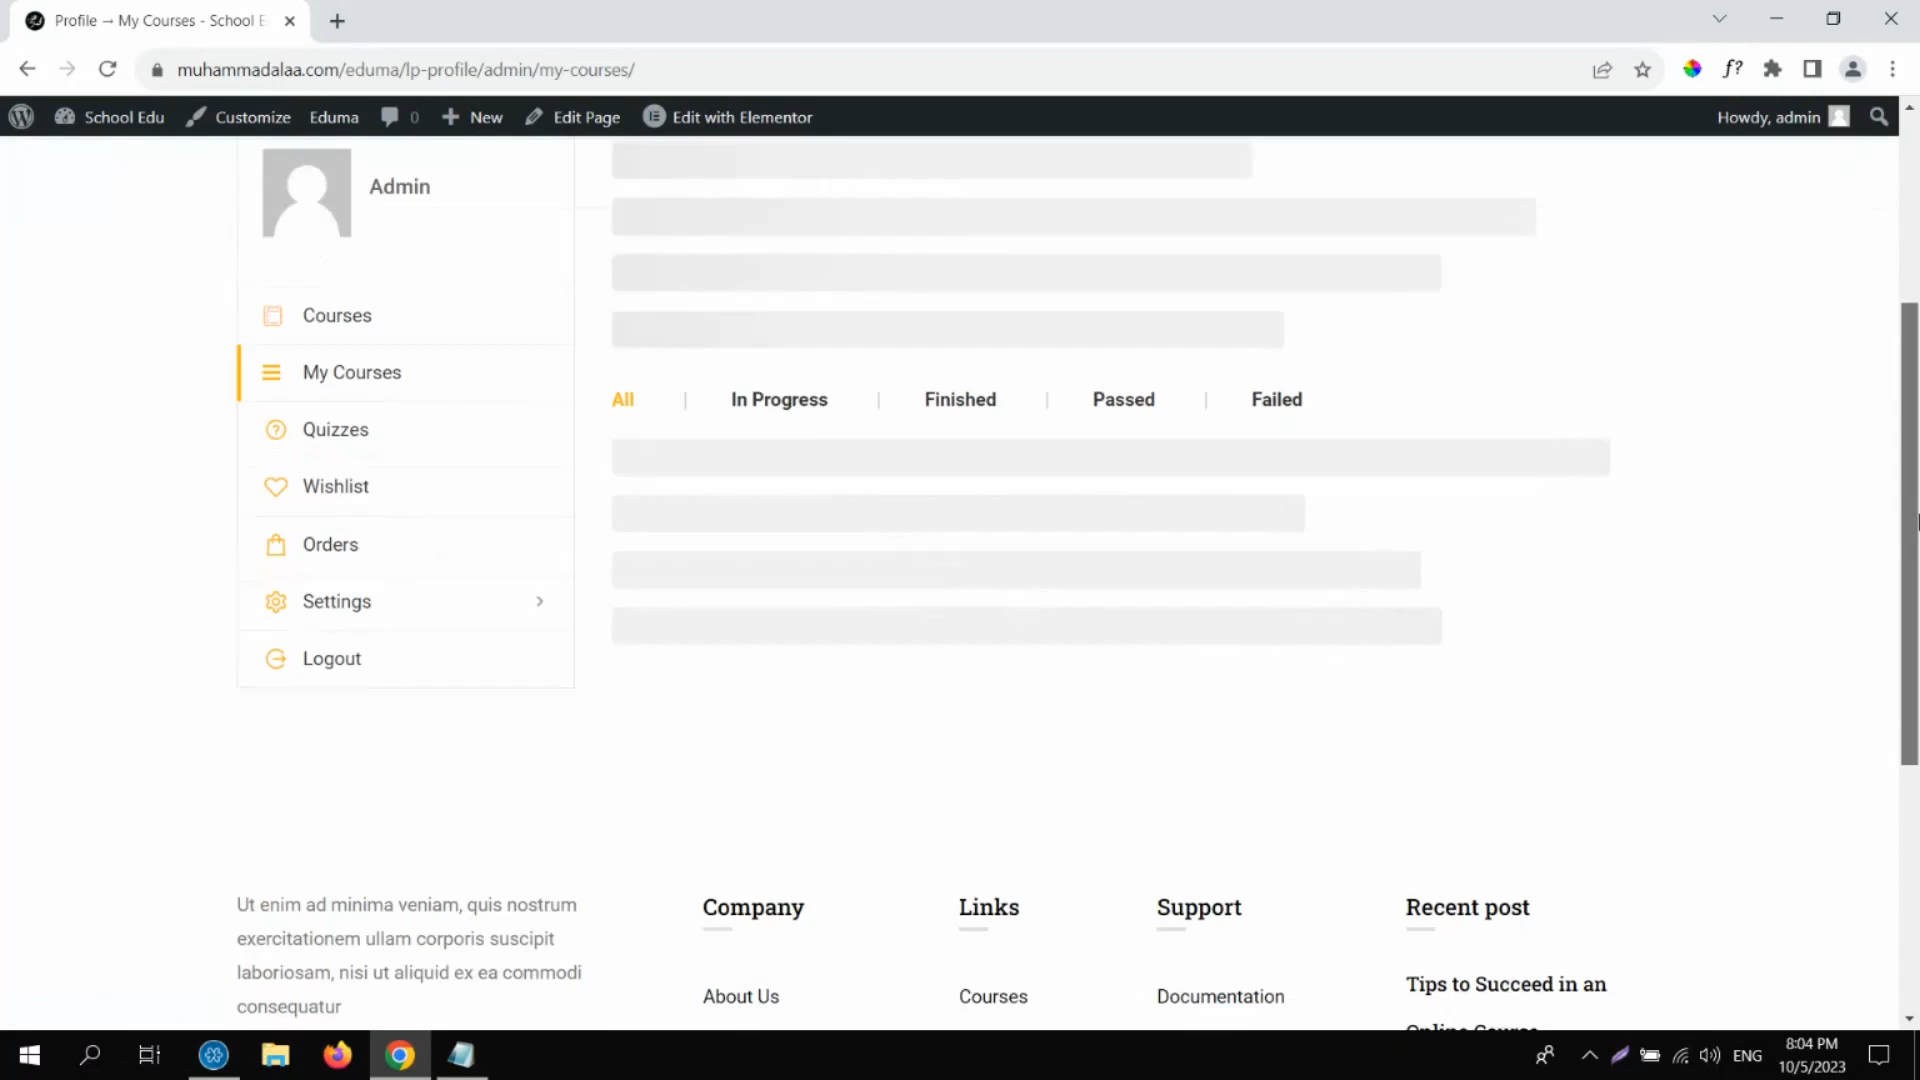 Profile → My Courses - School E
muhammadalaa.com/eduma/lp-profile/admin/my-courses/
f?
School Edu Customize Eduma 0 New Edit Page Edit with Elementor Howdy, admin
Admin
Courses
My Courses
Quizzes
Wishlist
Orders
Settings
Logout
All | In Progress | Finished | Passed | Failed
Ut enim ad minima veniam, quis nostrum
exercitationem ullam corporis suscipit
laboriosam, nisi ut aliquid ex ea commodi
consequatur
Company
About Us
Links
Courses
Support
Documentation
Recent post
Tips to Succeed in an
Online Course
ENG
8:04 PM
10/5/2023